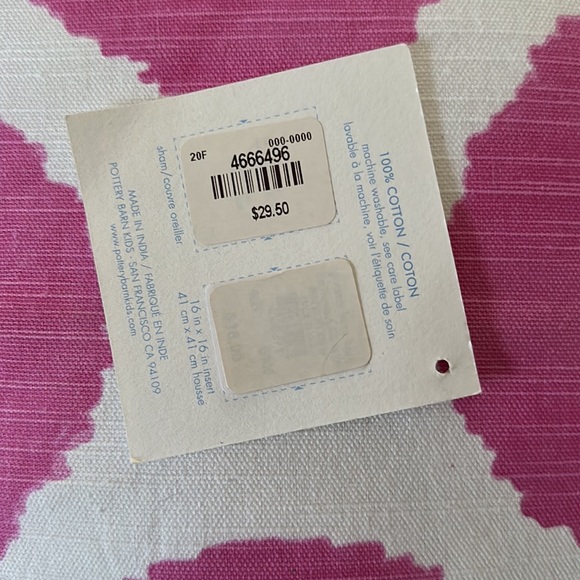 100% COTTON / COTON
machine washable, see care label
lavable à la machine, voir l'étiquette de soin
000-0000
20F
4666496
$29.50
sham/couvre oreiller
16 in x 16 in insert
41 cm x 41 cm housse
MADE IN INDIA / FABRIQUÉ EN INDE
POTTERY BARN KIDS · SAN FRANCISCO CA 94109
www.potterybarnkids.com